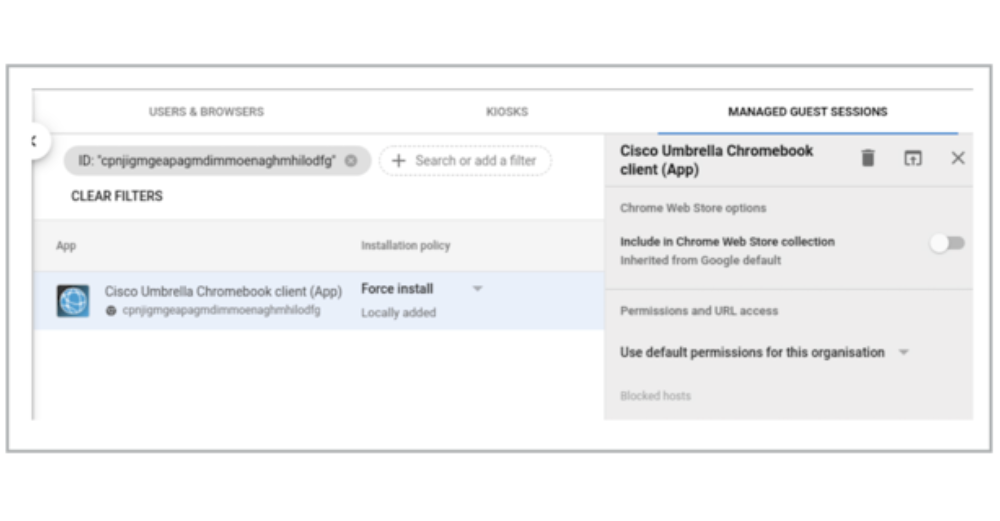 USERS & BROWSERS
KIOSKS
MANAGED GUEST SESSIONS
ID: "cpnjigmgeapagmdimmoenaghmhilodfg"
+ Search or add a filter
CLEAR FILTERS
App
Installation policy
Cisco Umbrella Chromebook client (App)
cpnjigmgeapagmdimmoenaghmhilodfg
Force install
Locally added
Cisco Umbrella Chromebook
client (App)
Chrome Web Store options
Include in Chrome Web Store collection
Inherited from Google default
Permissions and URL access
Use default permissions for this organisation
Blocked hosts